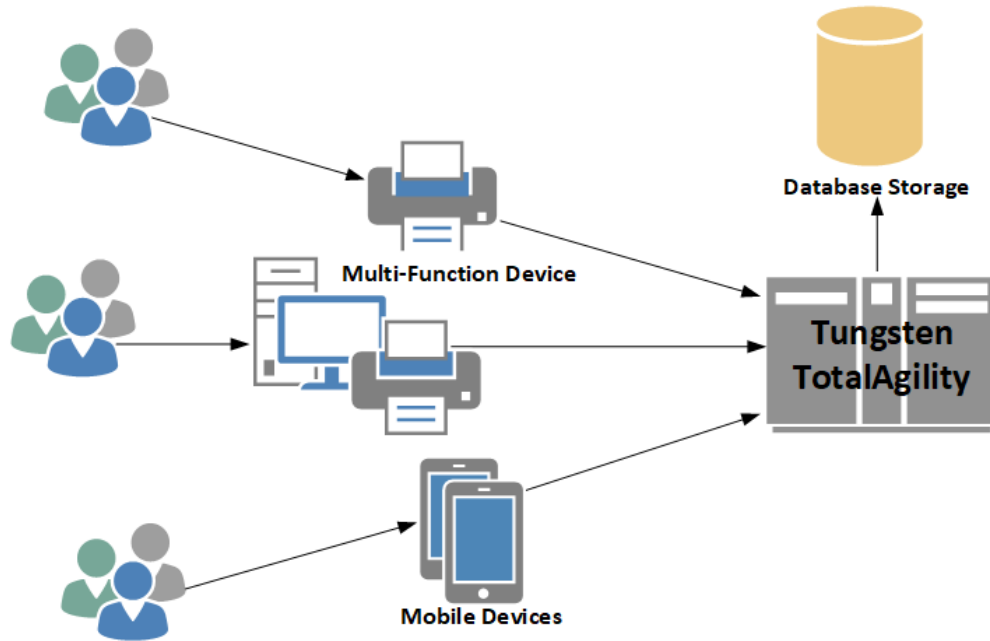 Database Storage
Multi-Function Device
Tungsten
TotalAgility
Mobile Devices